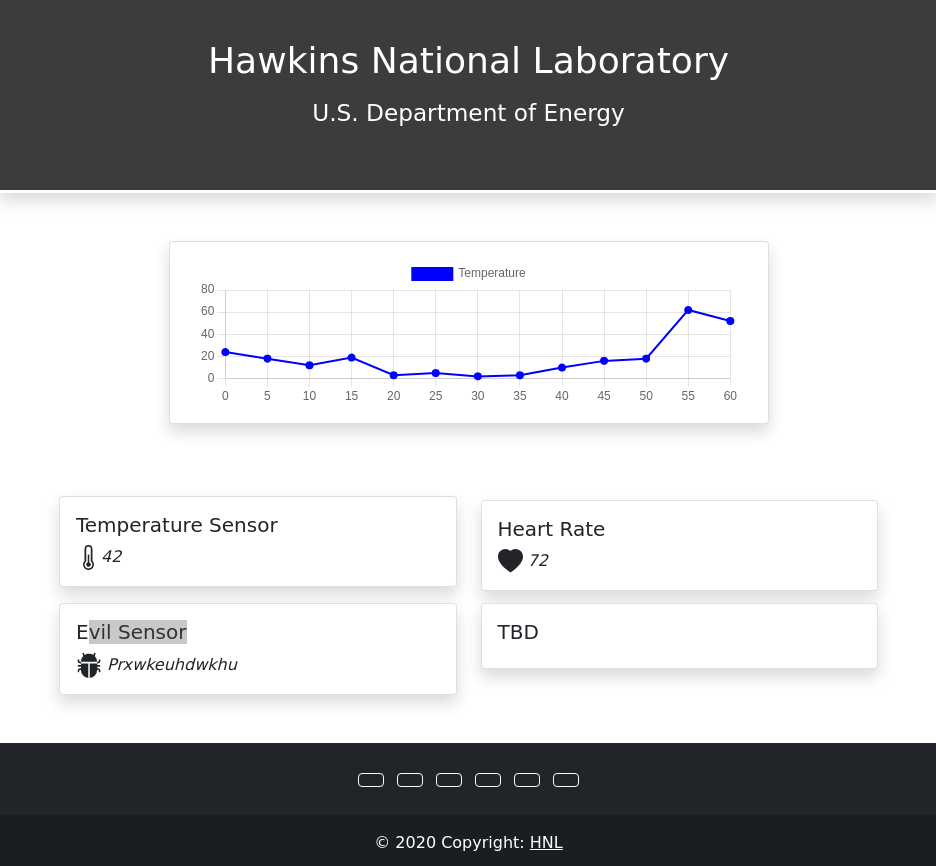 Hawkins National Laboratory
U.S. Department of Energy
Temperature
80
60
40
20
0
0 5 10 15 20 25 30 35 40 45 50 55 60
Temperature Sensor
42
Heart Rate
72
Evil Sensor
Prxwkeuhdwkhu
TBD
© 2020 Copyright: HNL